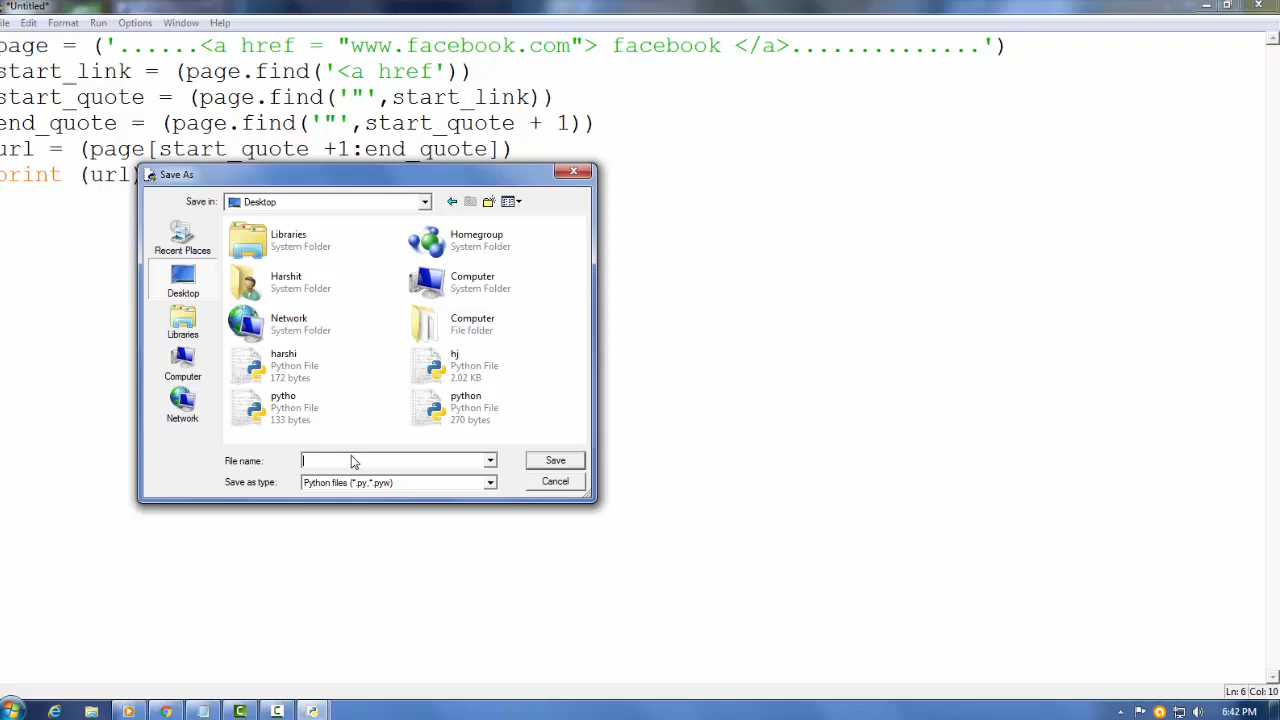 *Untitled*
ile Edit Format Run Options Window Help
page = ('......<a href = "www.facebook.com"> facebook </a>..............')
start_link = (page.find('<a href'))
start_quote = (page.find('"',start_link))
end_quote = (page.find('"',start_quote + 1))
url = (page[start_quote +1:end_quote])
print (url)
Save As
Save in: Desktop
Recent Places
Desktop
Libraries
Computer
Network
Libraries
System Folder
Homegroup
System Folder
Harshit
System Folder
Computer
System Folder
Network
System Folder
Computer
File folder
harshi
Python File
172 bytes
hj
Python File
2.02 KB
pytho
Python File
133 bytes
python
Python File
270 bytes
File name:
Save
Save as type: Python files (*.py,*.pyw)
Cancel
Ln: 6 Col: 10
6:42 PM